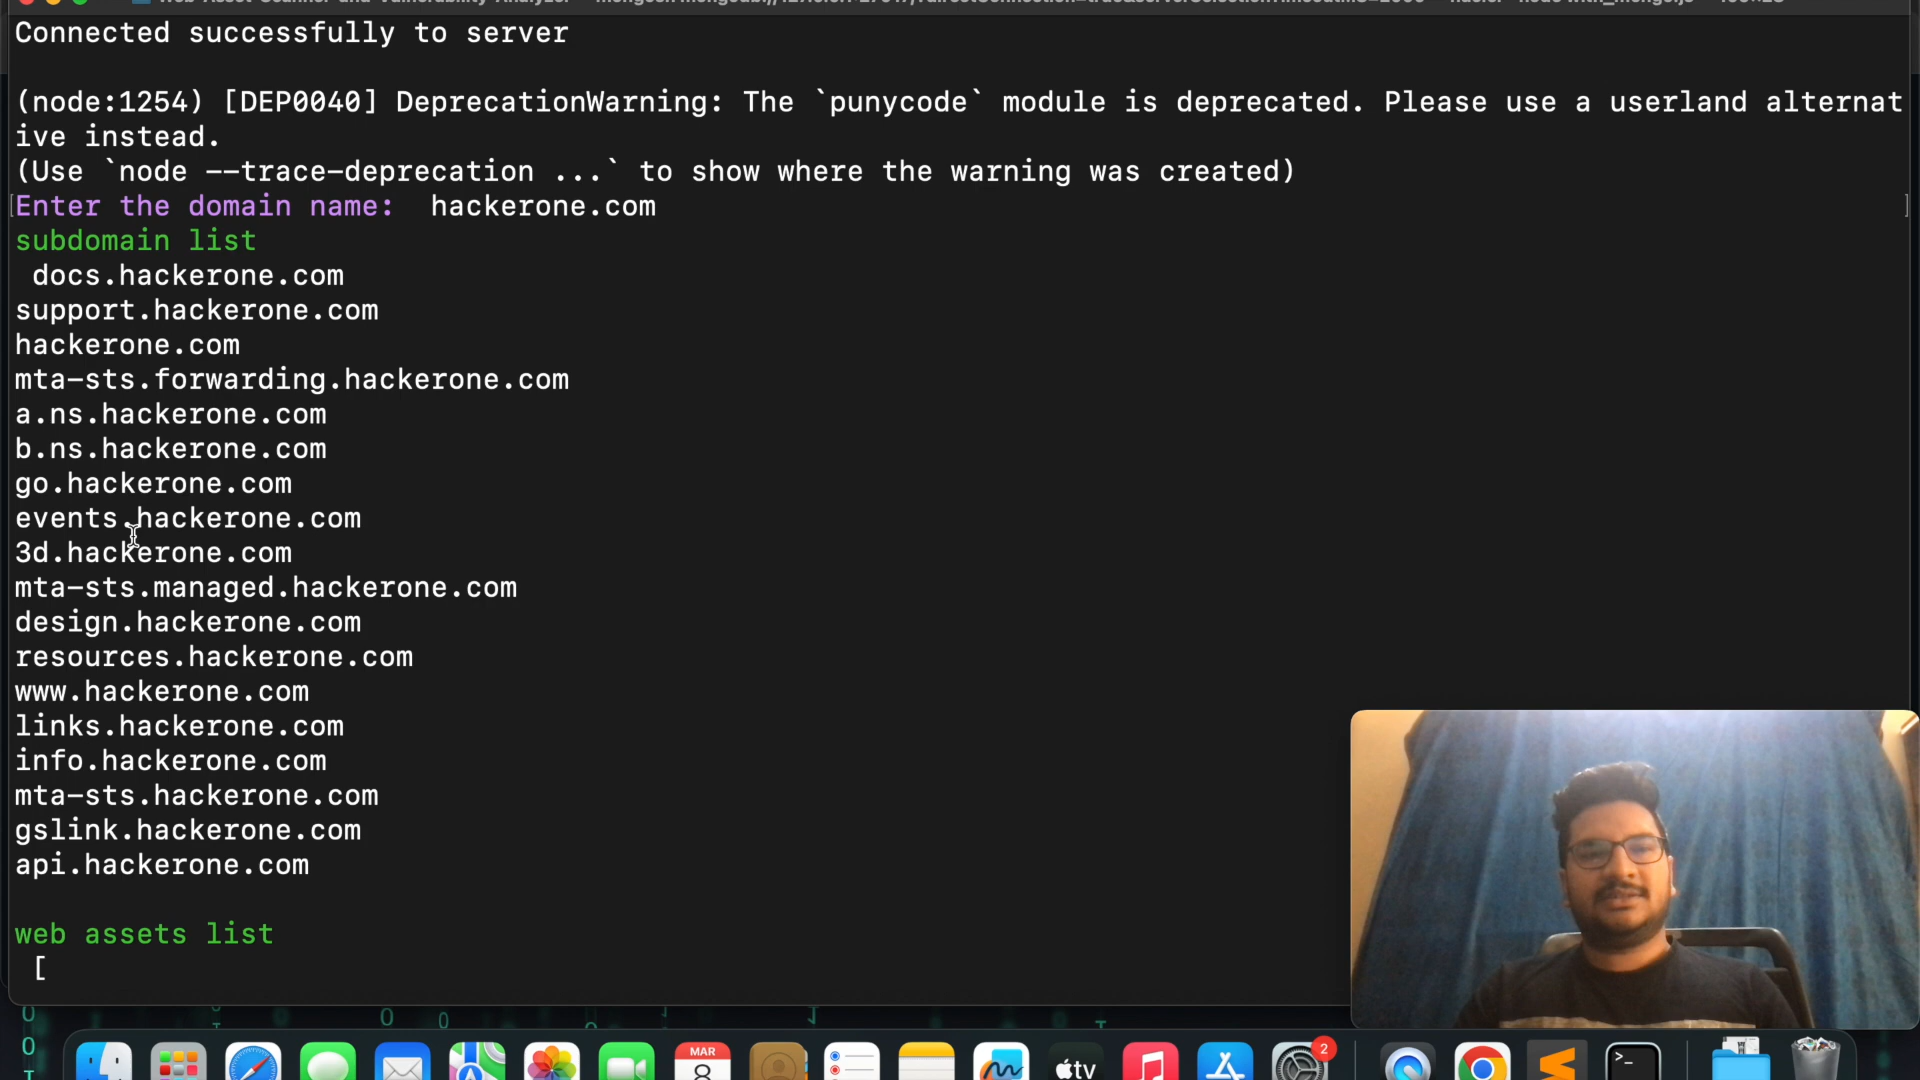 Connected successfully to server
(node:1254) [DEP0040] DeprecationWarning: The `punycode` module is deprecated. Please use a userland alternat
ive instead.
(Use `node --trace-deprecation ...` to show where the warning was created)
[Enter the domain name:  hackerone.com ]
subdomain list
docs.hackerone.com
support.hackerone.com
hackerone.com
mta-sts.forwarding.hackerone.com
a.ns.hackerone.com
b.ns.hackerone.com
go.hackerone.com
events.hackerone.com
3d.hackerone.com
mta-sts.managed.hackerone.com
design.hackerone.com
resources.hackerone.com
www.hackerone.com
links.hackerone.com
info.hackerone.com
mta-sts.hackerone.com
gslink.hackerone.com
api.hackerone.com
web assets list
[
MAR
8
tv
2
>_